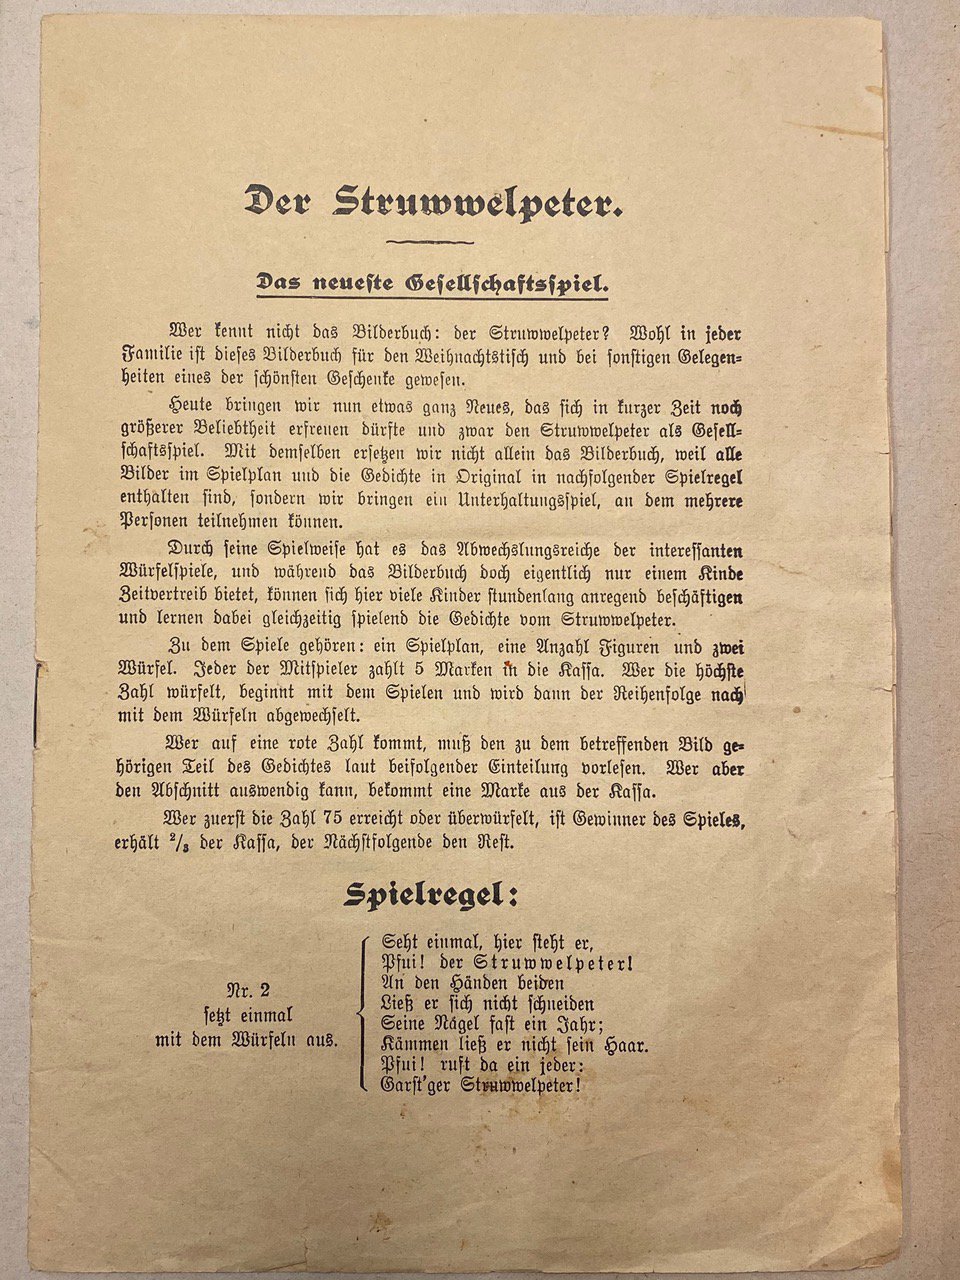 Der Struwwelpeter.
Das neueste Gesellschaftsspiel.
Wer kennt nicht das Bilderbuch: der Struwwelpeter? Wohl in jeder
Familie ist dieses Bilderbuch für den Weihnachtstisch und bei sonstigen Gelegen-
heiten eines der schönsten Geschenke gewesen.
Heute bringen wir nun etwas ganz Neues, das sich in kurzer Zeit noch
größerer Beliebtheit erfreuen dürfte und zwar den Struwwelpeter als Gesell-
schaftsspiel. Mit demselben ersetzen wir nicht allein das Bilderbuch, weil alle
Bilder im Spielplan und die Gedichte in Original in nachfolgender Spielregel
enthalten sind, sondern wir bringen ein Unterhaltungsspiel, an dem mehrere
Personen teilnehmen können.
Durch seine Spielweise hat es das Abwechslungsreiche der interessanten
Würfelspiele, und während das Bilderbuch doch eigentlich nur einem Kinde
Zeitvertreib bietet, können sich hier viele Kinder stundenlang anregend beschäftigen
und lernen dabei gleichzeitig spielend die Gedichte vom Struwwelpeter.
Zu dem Spiele gehören: ein Spielplan, eine Anzahl Figuren und zwei
Würfel. Jeder der Mitspieler zahlt 5 Marken in die Kassa. Wer die höchste
Zahl würfelt, beginnt mit dem Spielen und wird dann der Reihenfolge nach
mit dem Würfeln abgewechselt.
Wer auf eine rote Zahl kommt, muß den zu dem betreffenden Bild ge-
hörigen Teil des Gedichtes laut beifolgender Einteilung vorlesen. Wer aber
den Abschnitt auswendig kann, bekommt eine Marke aus der Kassa.
Wer zuerst die Zahl 75 erreicht oder überwürfelt, ist Gewinner des Spieles,
erhält 2/3 der Kassa, der Nächstfolgende den Rest.
Spielregel:
Nr. 2
setzt einmal
mit dem Würfeln aus.
Seht einmal, hier steht er,
Pfui! der Struwwelpeter!
An den Händen beiden
Ließ er sich nicht schneiden
Seine Nägel fast ein Jahr;
Kämmen ließ er nicht sein Haar.
Pfui! ruft da ein jeder:
Garst'ger Struwwelpeter!